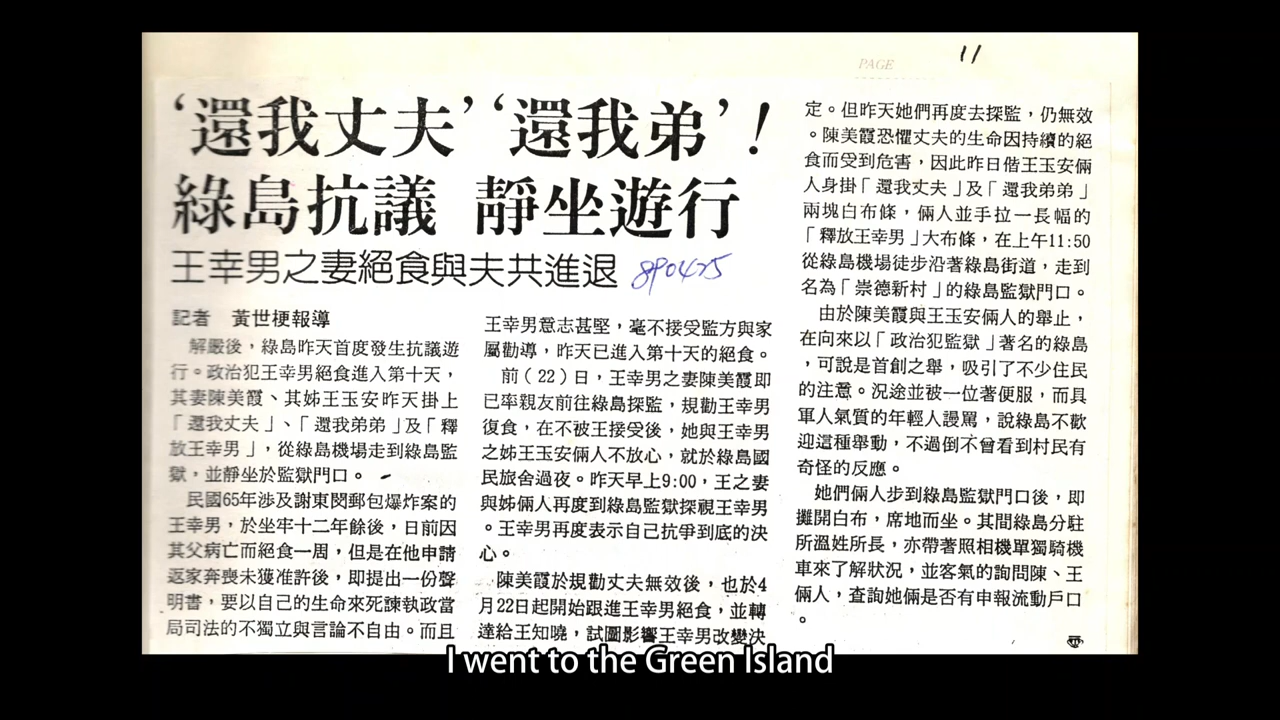 PAGE 11
‘還我丈夫’‘還我弟’！
綠島抗議 靜坐遊行
王幸男之妻絕食與夫共進退 890425
記者 黃世梗報導
解嚴後，綠島昨天首度發生抗議遊
行。政治犯王幸男絕食進入第十天，
其妻陳美霞、其姊王玉安昨天掛上
「還我丈夫」、「還我弟弟」及「釋
放王幸男」，從綠島機場走到綠島監
獄，並靜坐於監獄門口。
民國65年涉及謝東閔郵包爆炸案的
王幸男，於坐牢十二年餘後，日前因
其父病亡而絕食一周，但是在他申請
返家奔喪未獲准許後，即提出一份聲
明書，要以自己的生命來死諫執政當
局司法的不獨立與言論不自由。而且
王幸男意志甚堅，毫不接受監方與家
屬勸導，昨天已進入第十天的絕食。
前（22）日，王幸男之妻陳美霞即
已率親友前往綠島探監，規勸王幸男
復食，在不被王接受後，她與王幸男
之姊王玉安倆人不放心，就於綠島國
民旅舍過夜。昨天早上9:00，王之妻
與姊倆人再度到綠島監獄探視王幸男
。王幸男再度表示自己抗爭到底的決
心。
陳美霞於規勸丈夫無效後，也於4
月22日起開始跟進王幸男絕食，並轉
達給王知曉，試圖影響王幸男改變決
定。但昨天她們再度去探監，仍無效
。陳美霞恐懼丈夫的生命因持續的絕
食而受到危害，因此昨日偕王玉安倆
人身掛「還我丈夫」及「還我弟弟」
兩塊白布條，倆人並手拉一長幅的
「釋放王幸男」大布條，在上午11:50
從綠島機場徒步沿著綠島街道，走到
名為「崇德新村」的綠島監獄門口。
由於陳美霞與王玉安倆人的舉止，
在向來以「政治犯監獄」著名的綠島
，可說是首創之舉，吸引了不少住民
的注意。況途並被一位著便服，而具
軍人氣質的年輕人謾罵，說綠島不歡
迎這種舉動，不過倒不曾看到村民有
奇怪的反應。
她們倆人步到綠島監獄門口後，即
攤開白布，席地而坐。其間綠島分駐
所溫姓所長，亦帶著照相機單獨騎機
車來了解狀況，並客氣的詢問陳、王
倆人，查詢她倆是否有申報流動戶口
。
I went to the Green Island